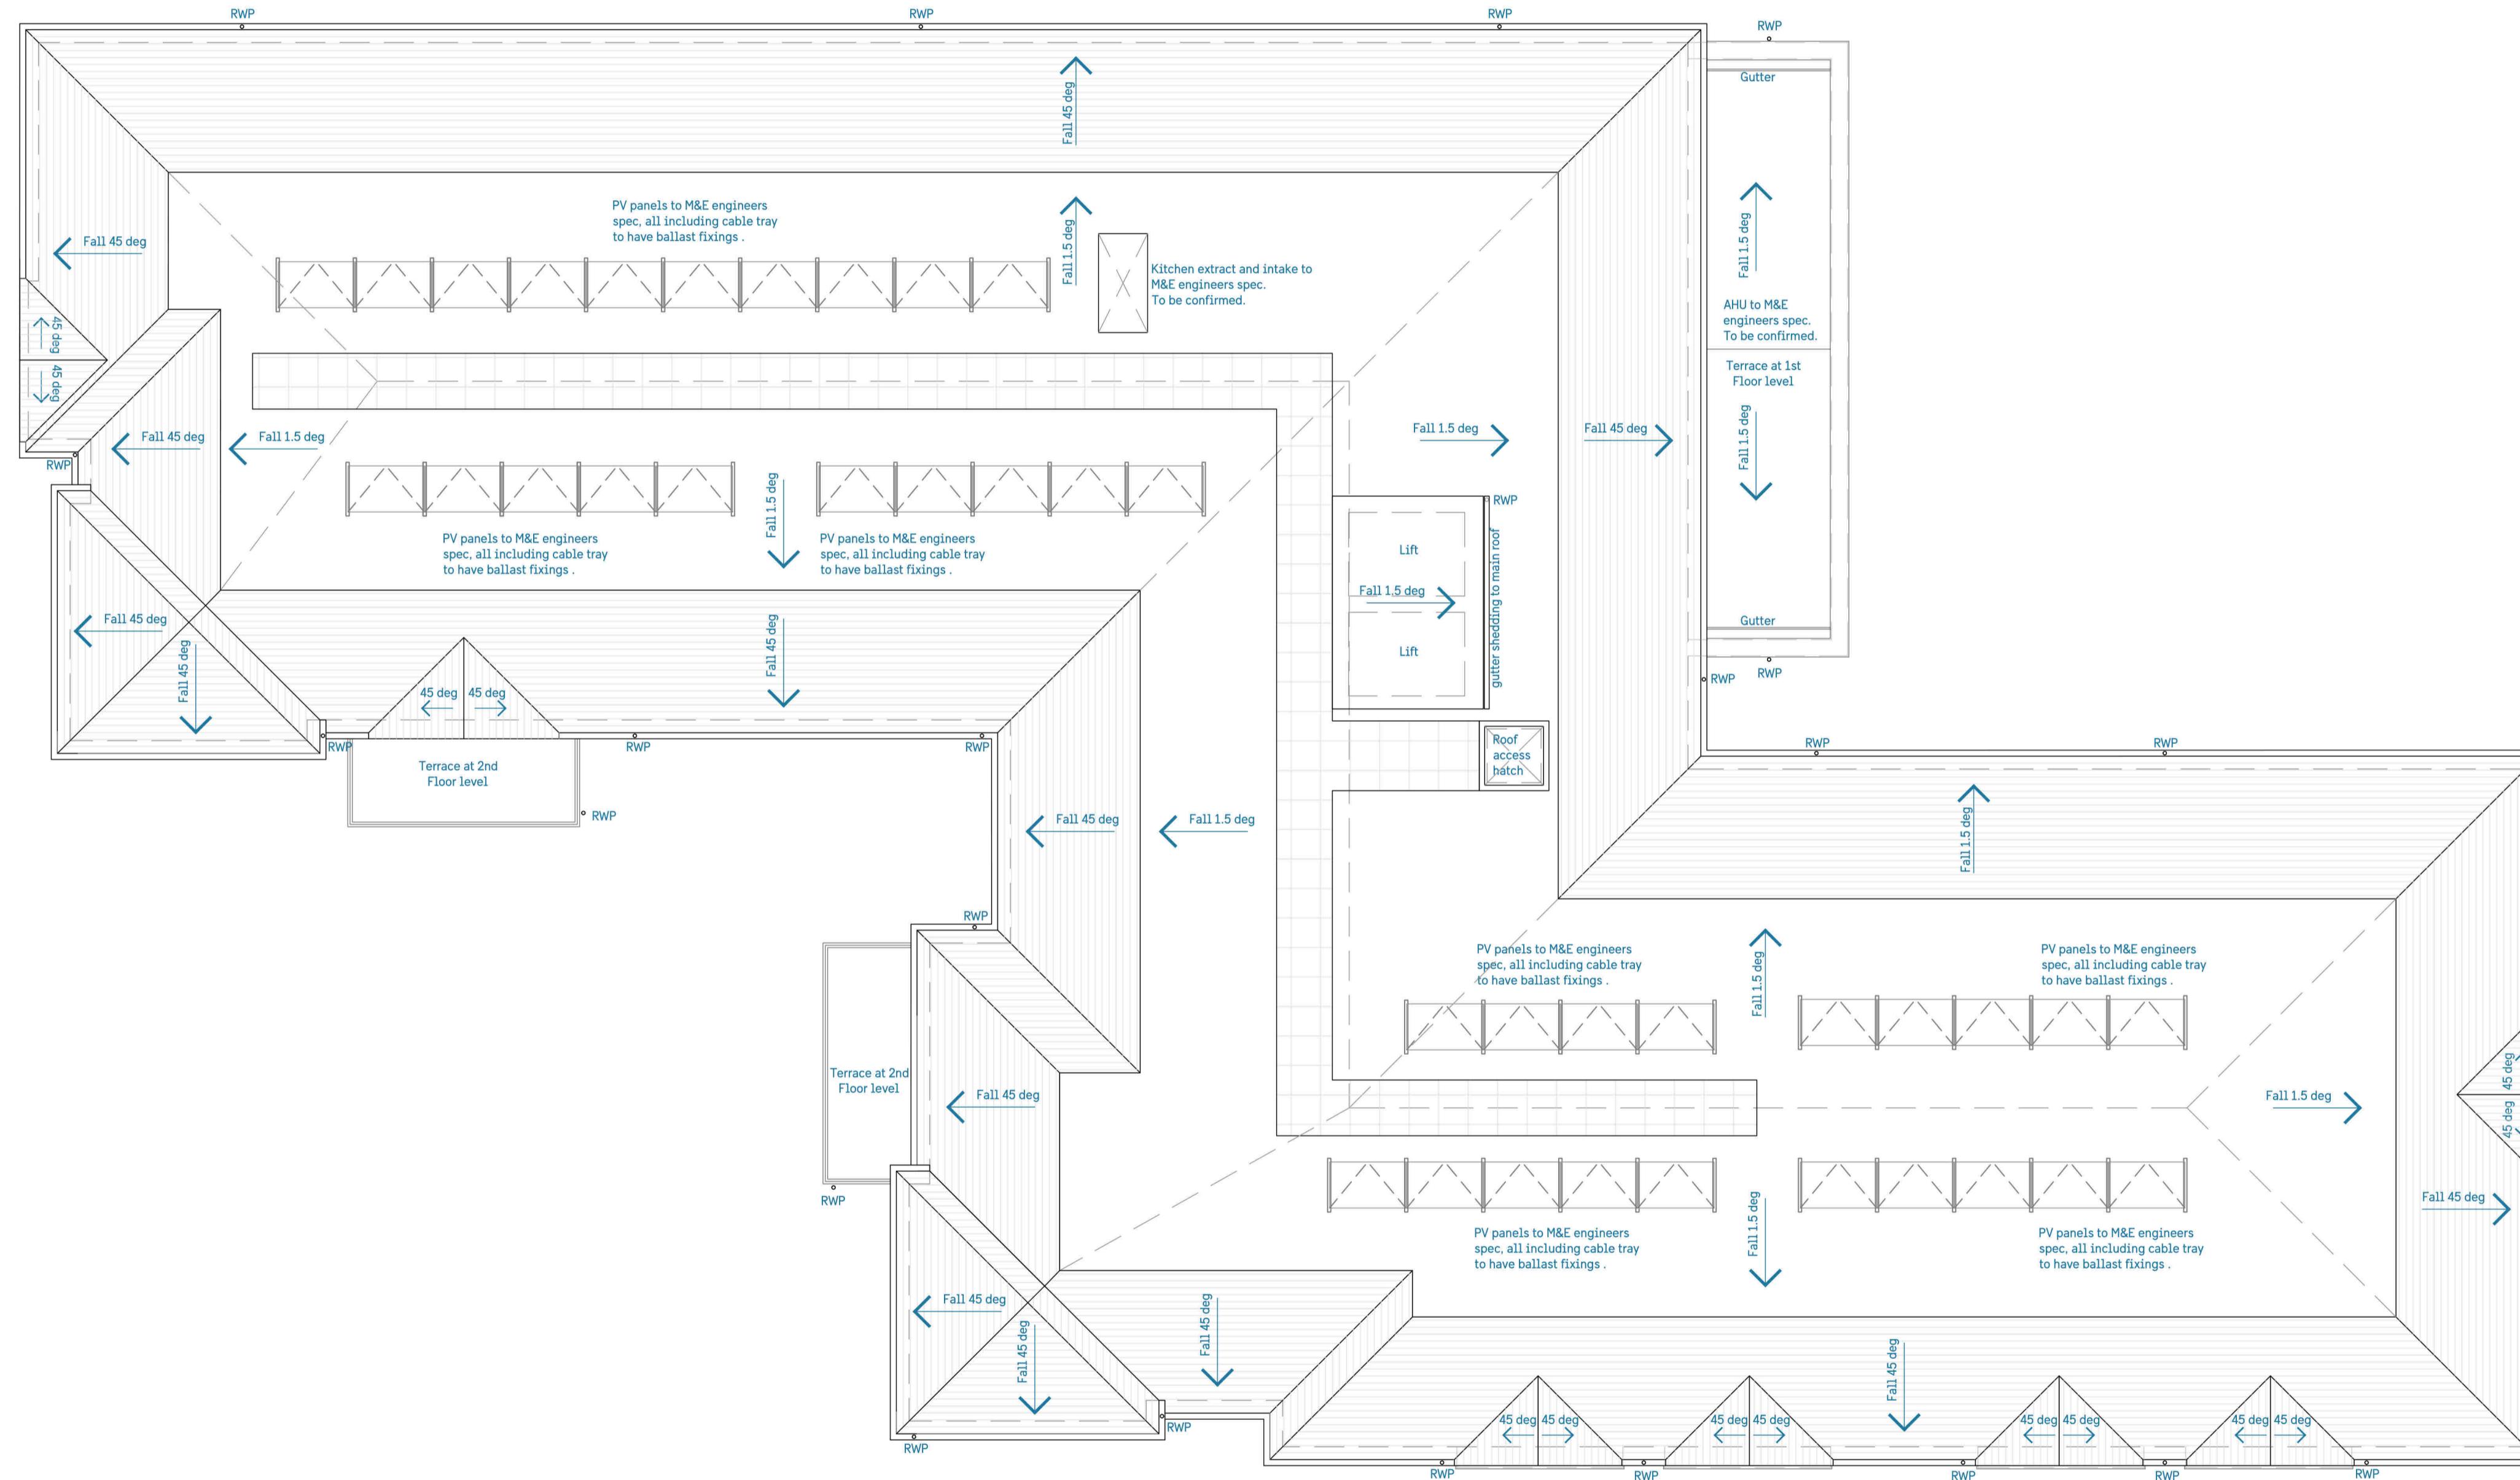 RWP
RWP
RWP
RWP
Gutter
Fall 45 deg
PV panels to M&E engineers
spec, all including cable tray
to have ballast fixings .
Fall 1.5 deg
Fall 45 deg
Kitchen extract and intake to
M&E engineers spec.
To be confirmed.
Fall 1.5 deg
AHU to M&E
engineers spec.
To be confirmed.
Terrace at 1st
Floor level
Fall 1.5 deg
45 deg
45 deg
Fall 45 deg
Fall 1.5 deg
RWP
Fall 1.5 deg
Fall 45 deg
Fall 1.5 deg
PV panels to M&E engineers
spec, all including cable tray
to have ballast fixings .
PV panels to M&E engineers
spec, all including cable tray
to have ballast fixings .
RWP
Lift
Fall 1.5 deg
Lift
gutter shedding to main roof
Gutter
RWP
RWP
Fall 45 deg
Fall 45 deg
45 deg
45 deg
Fall 45 deg
RWP
RWP
RWP
Terrace at 2nd
Floor level
RWP
Roof
access
hatch
RWP
RWP
Fall 45 deg
Fall 1.5 deg
Fall 1.5 deg
RWP
PV panels to M&E engineers
spec, all including cable tray
to have ballast fixings .
Fall 1.5 deg
PV panels to M&E engineers
spec, all including cable tray
to have ballast fixings .
Terrace at 2nd
Floor level
Fall 45 deg
RWP
Fall 1.5 deg
45 deg
45 deg
Fall 45 deg
PV panels to M&E engineers
spec, all including cable tray
to have ballast fixings .
Fall 1.5 deg
PV panels to M&E engineers
spec, all including cable tray
to have ballast fixings .
Fall 45 deg
Fall 45 deg
Fall 45 deg
Fall 45 deg
RWP
RWP
45 deg
45 deg
45 deg
45 deg
45 deg
45 deg
45 deg
45 deg
RWP
RWP
RWP
RWP
RWP